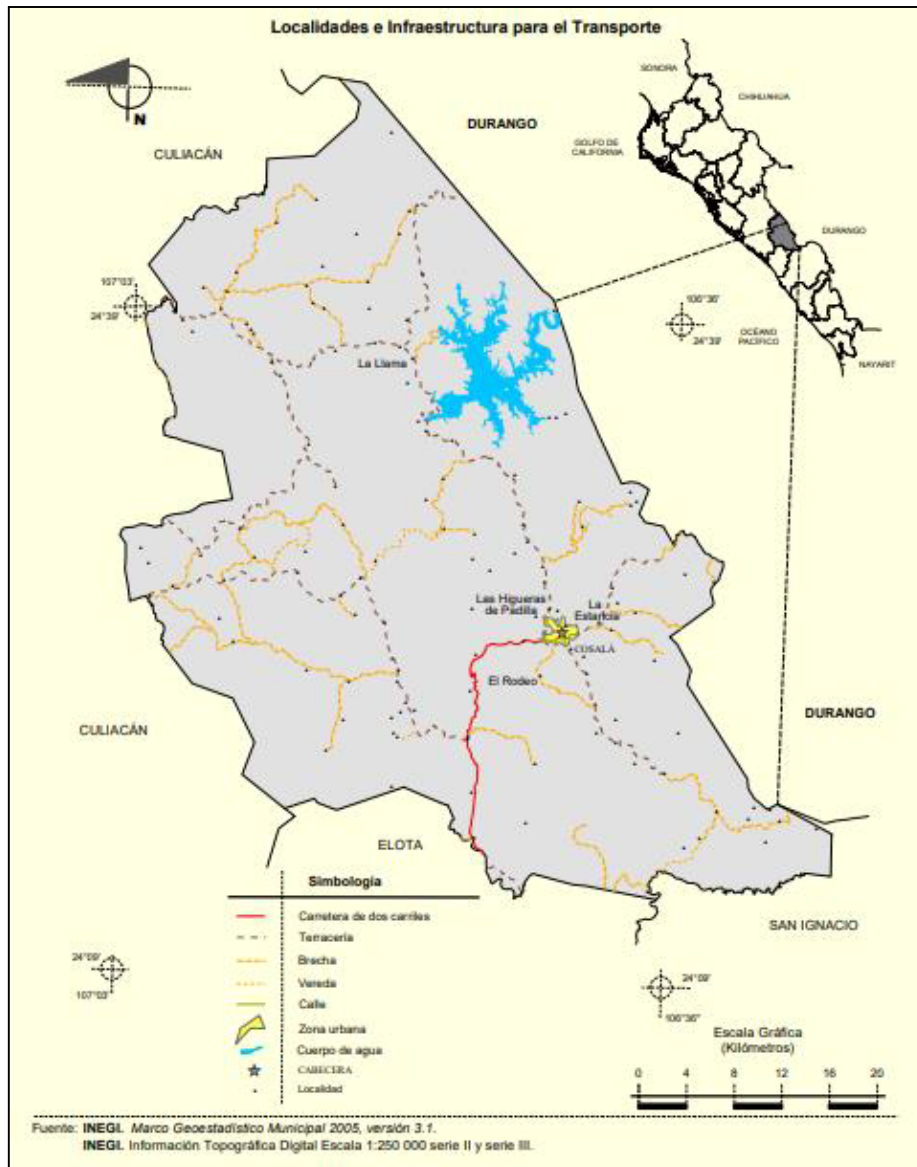 Localidades e Infraestructura para el Transporte
N
CULIACÁN
DURANGO
SONORA
CHIHUAHUA
GOLFO DE
CALIFORNIA
DURANGO
OCÉANO
PACÍFICO
NAYARIT
107°03'
24°39'
106°36'
24°39'
La Llama
Las Higueras
de Padilla
La
Estancia
COSALÁ
El Rodeo
CULIACÁN
DURANGO
ELOTA
SAN IGNACIO
Simbología
Carretera de dos carriles
Terracería
Brecha
Vereda
Calle
Zona urbana
Cuerpo de agua
CABECERA
Localidad
24°09'
107°03'
24°09'
106°36'
Escala Gráfica
(Kilómetros)
0 4 8 12 16 20
Fuente: INEGI. Marco Geoestadístico Municipal 2005, versión 3.1.
INEGI. Información Topográfica Digital Escala 1:250 000 serie II y serie III.